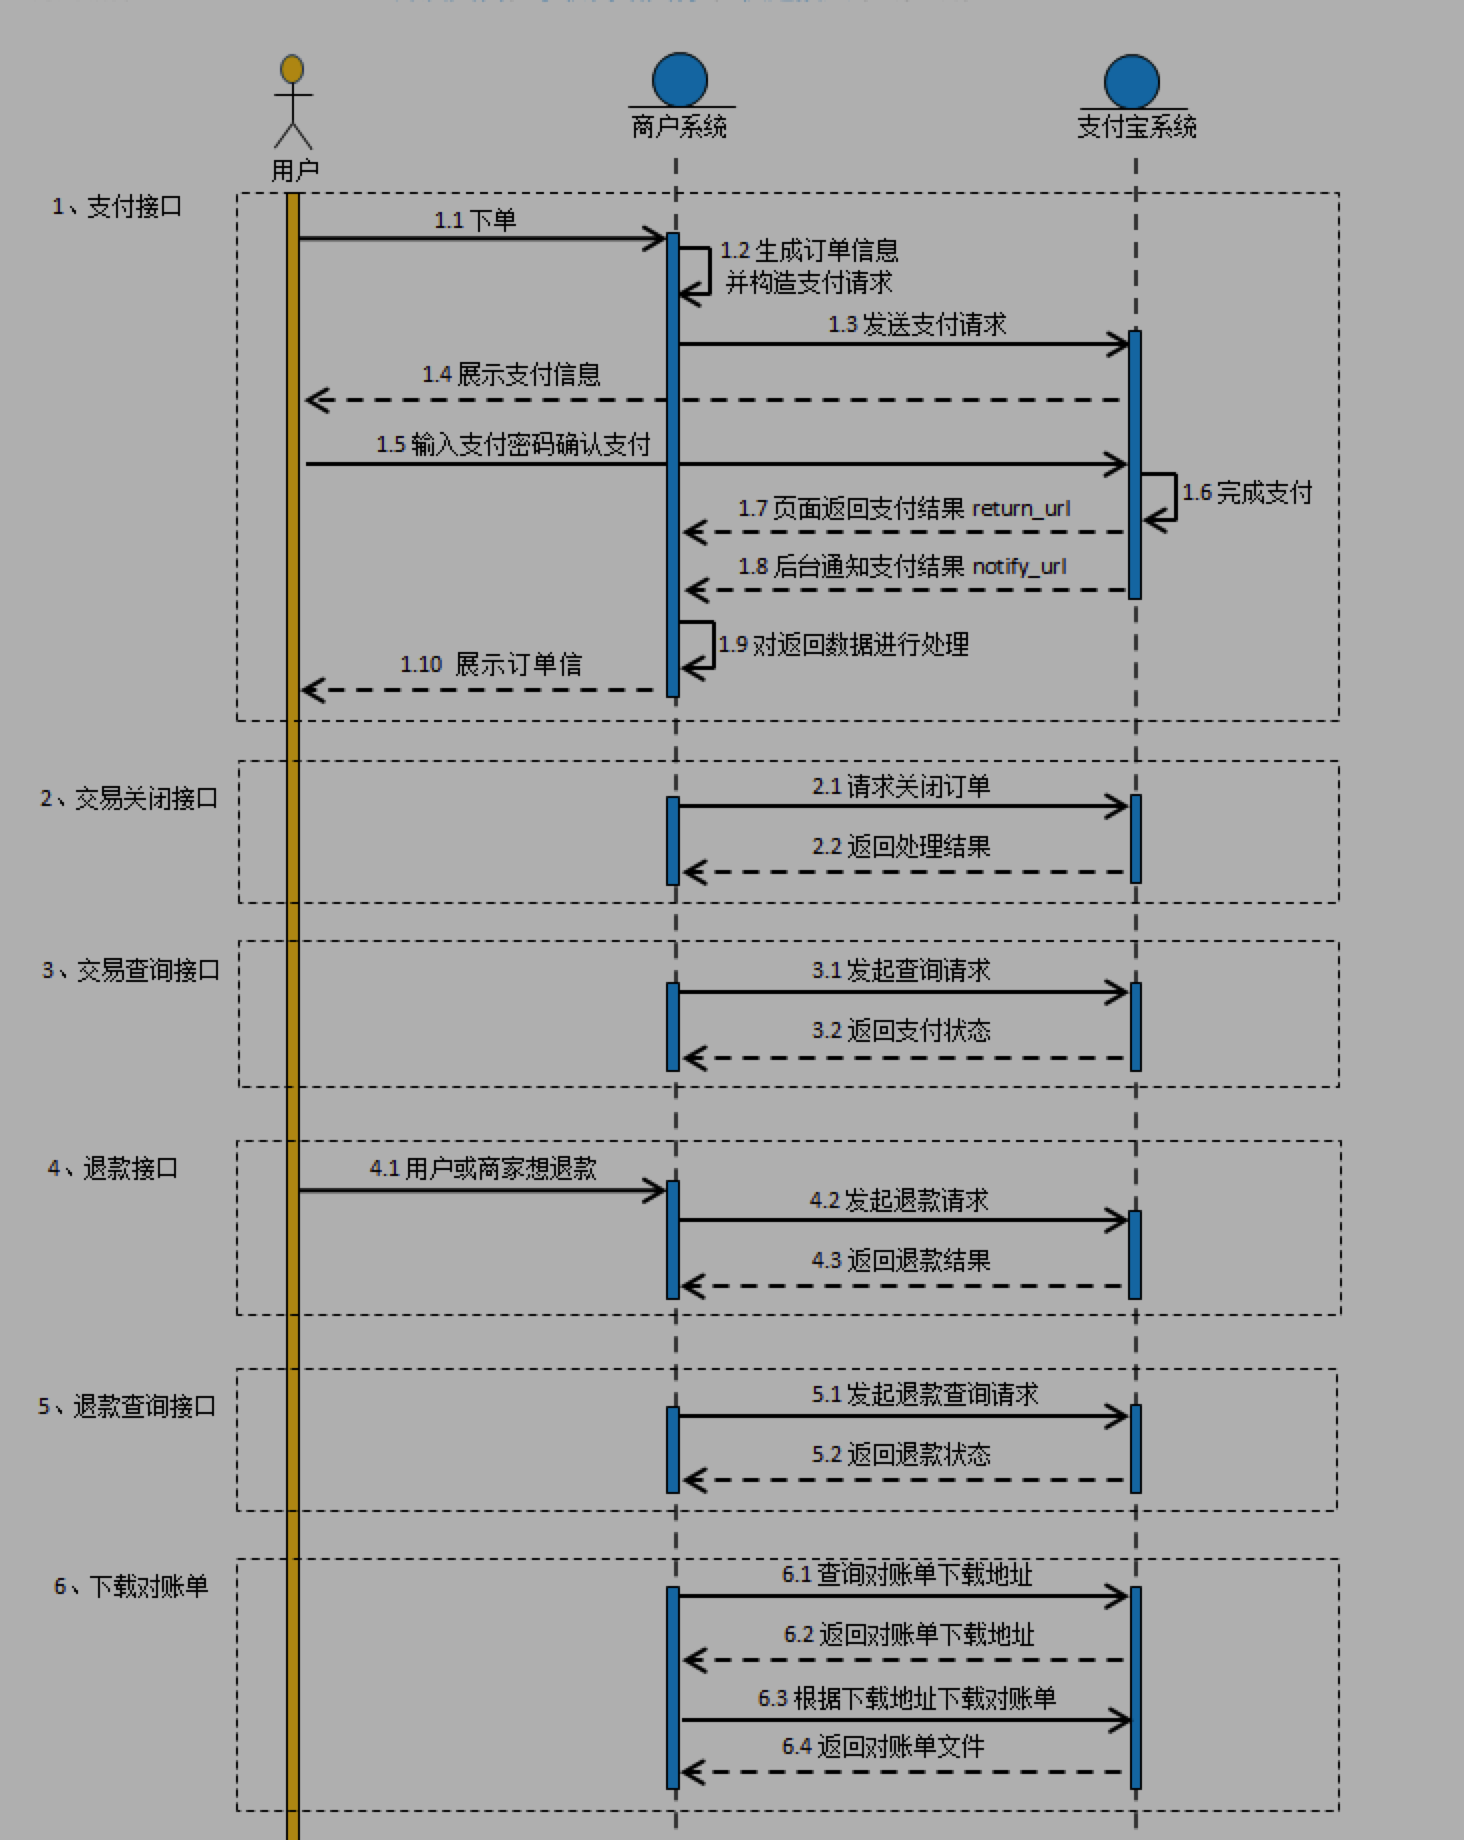 商户系统
支付宝系统
用户
1、支付接口
1.1 下单
1.2 生成订单信息
并构造支付请求
1.3 发送支付请求
1.4 展示支付信息
1.5 输入支付密码确认支付
1.6 完成支付
1.7 页面返回支付结果 return_url
1.8 后台通知支付结果 notify_url
1.9 对返回数据进行处理
1.10 展示订单信
2、交易关闭接口
2.1 请求关闭订单
2.2 返回处理结果
3、交易查询接口
3.1 发起查询请求
3.2 返回支付状态
4、退款接口
4.1 用户或商家想退款
4.2 发起退款请求
4.3 返回退款结果
5、退款查询接口
5.1 发起退款查询请求
5.2 返回退款状态
6、下载对账单
6.1 查询对账单下载地址
6.2 返回对账单下载地址
6.3 根据下载地址下载对账单
6.4 返回对账单文件